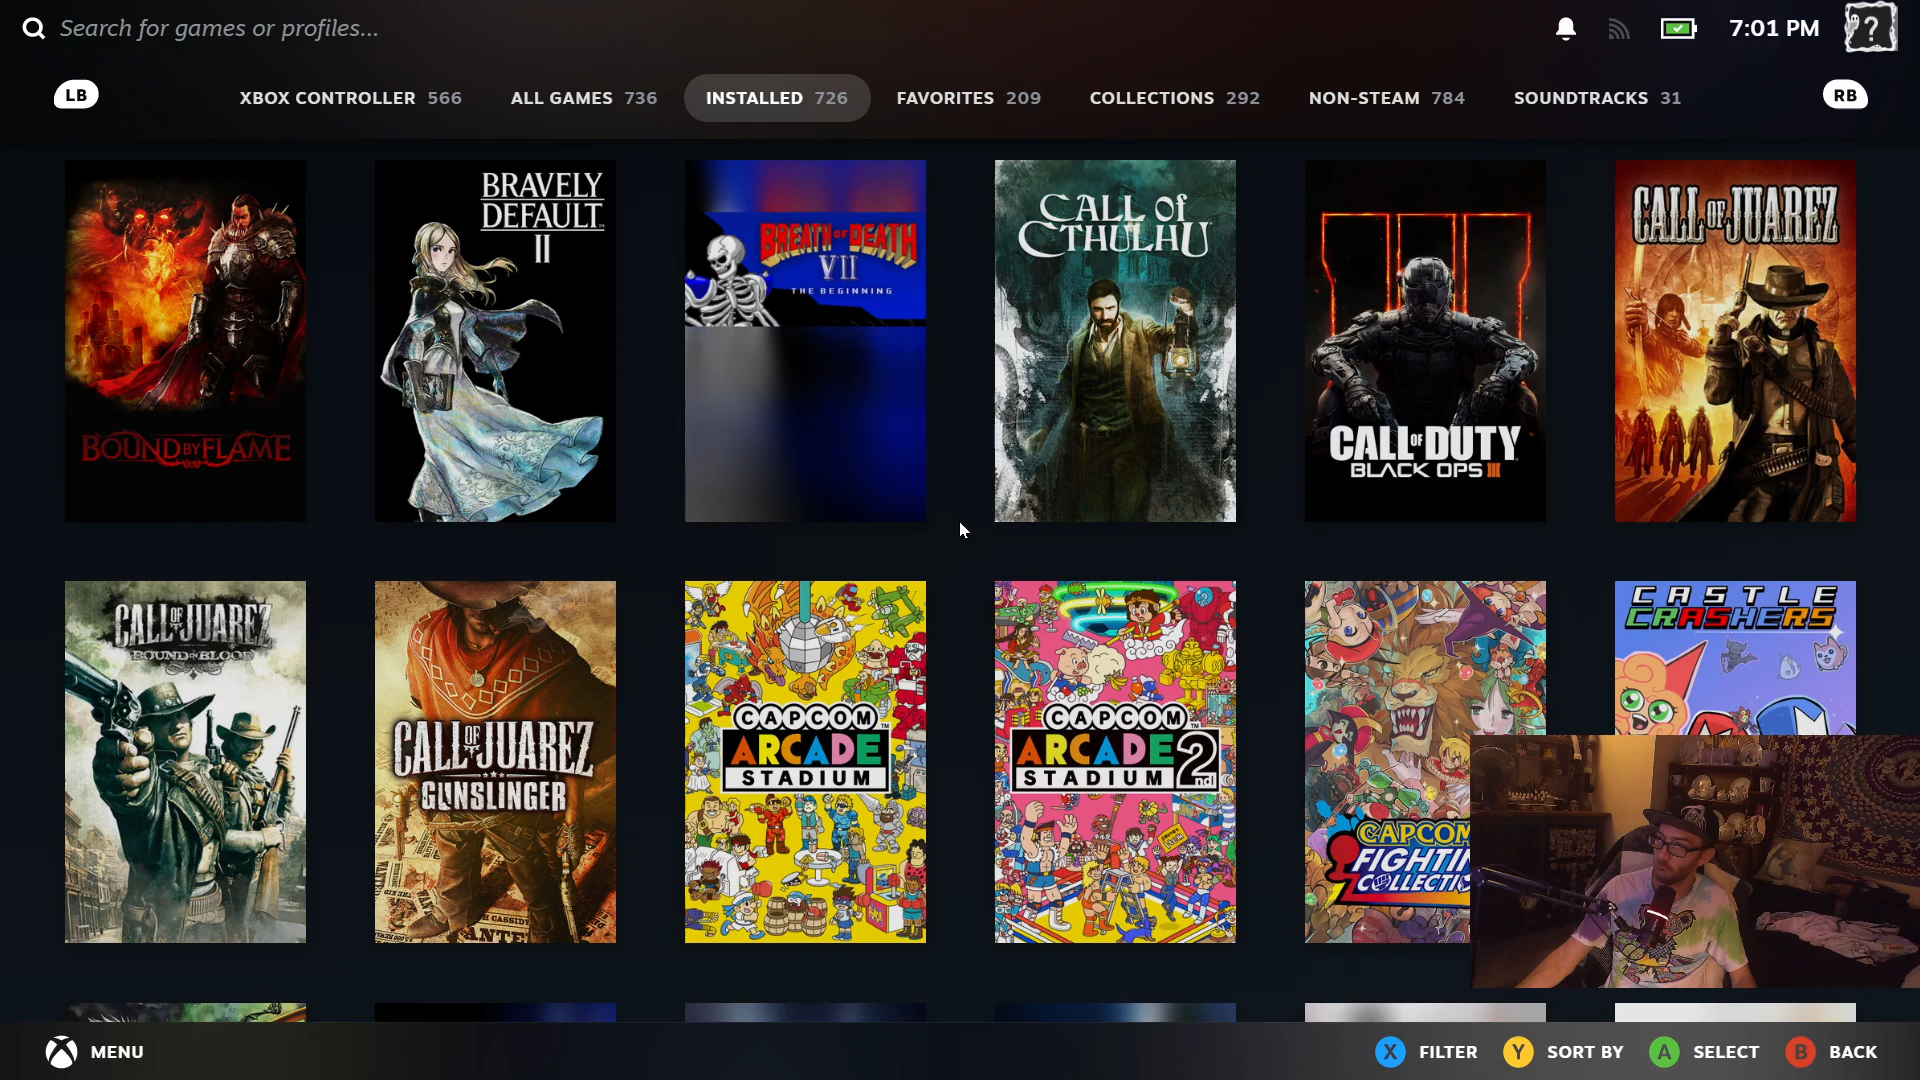 Search for games or profiles...
7:01 PM
LB
XBOX CONTROLLER 566
ALL GAMES 736
INSTALLED 726
FAVORITES 209
COLLECTIONS 292
NON-STEAM 784
SOUNDTRACKS 31
RB
BOUND BY FLAME
BRAVELY
DEFAULT
II
BREATH OF DEATH
VII
THE BEGINNING
CALL of
CTHULHU
CALL OF DUTY
BLACK OPS III
CALL OF JUAREZ
CALL OF JUAREZ
BOUND IN BLOOD
CALL OF JUAREZ
GUNSLINGER
CAPCOM
ARCADE
STADIUM
CAPCOM
ARCADE
STADIUM 2nd
CAPCOM
FIGHTIN
COLLECTI
CASTLE
CRASHERS
MENU
X FILTER
Y SORT BY
A SELECT
B BACK